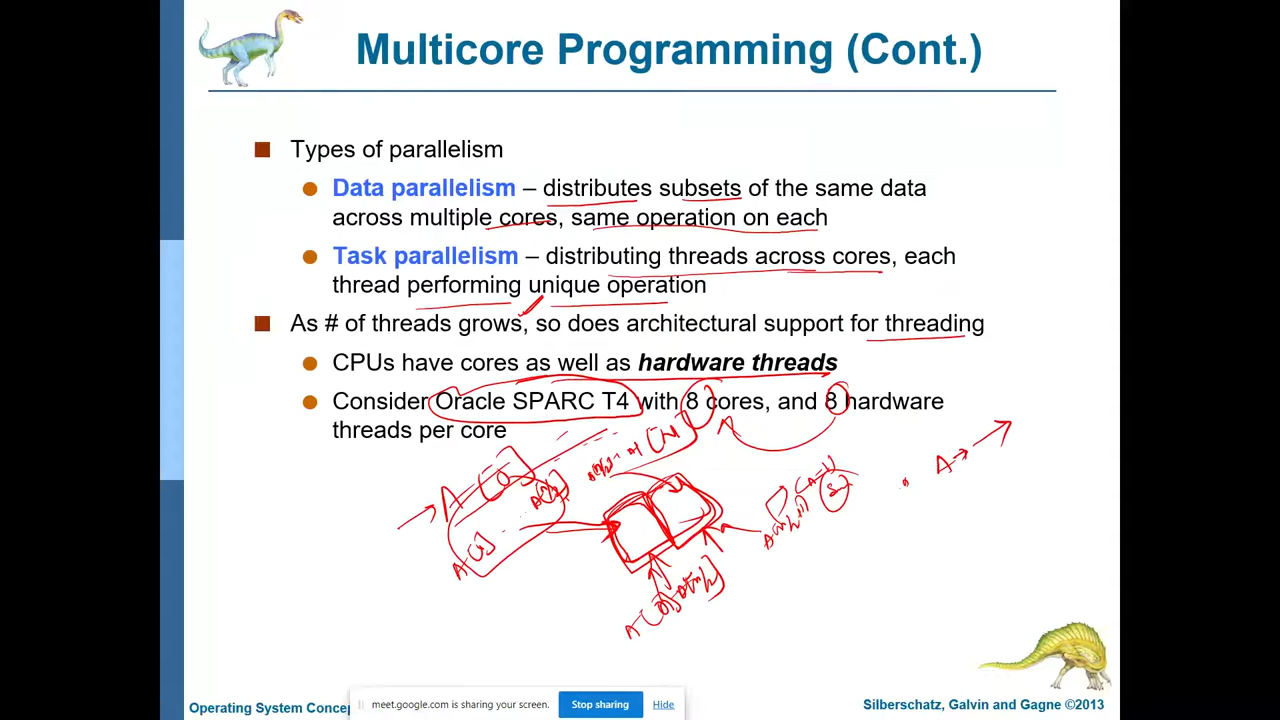 Multicore Programming (Cont.)
Types of parallelism
Data parallelism – distributes subsets of the same data
across multiple cores, same operation on each
Task parallelism – distributing threads across cores, each
thread performing unique operation
As # of threads grows, so does architectural support for threading
CPUs have cores as well as hardware threads
Consider Oracle SPARC T4 with 8 cores, and 8 hardware
threads per core
Operating System Concep
meet.google.com is sharing your screen.
Stop sharing
Hide
Silberschatz, Galvin and Gagne ©2013